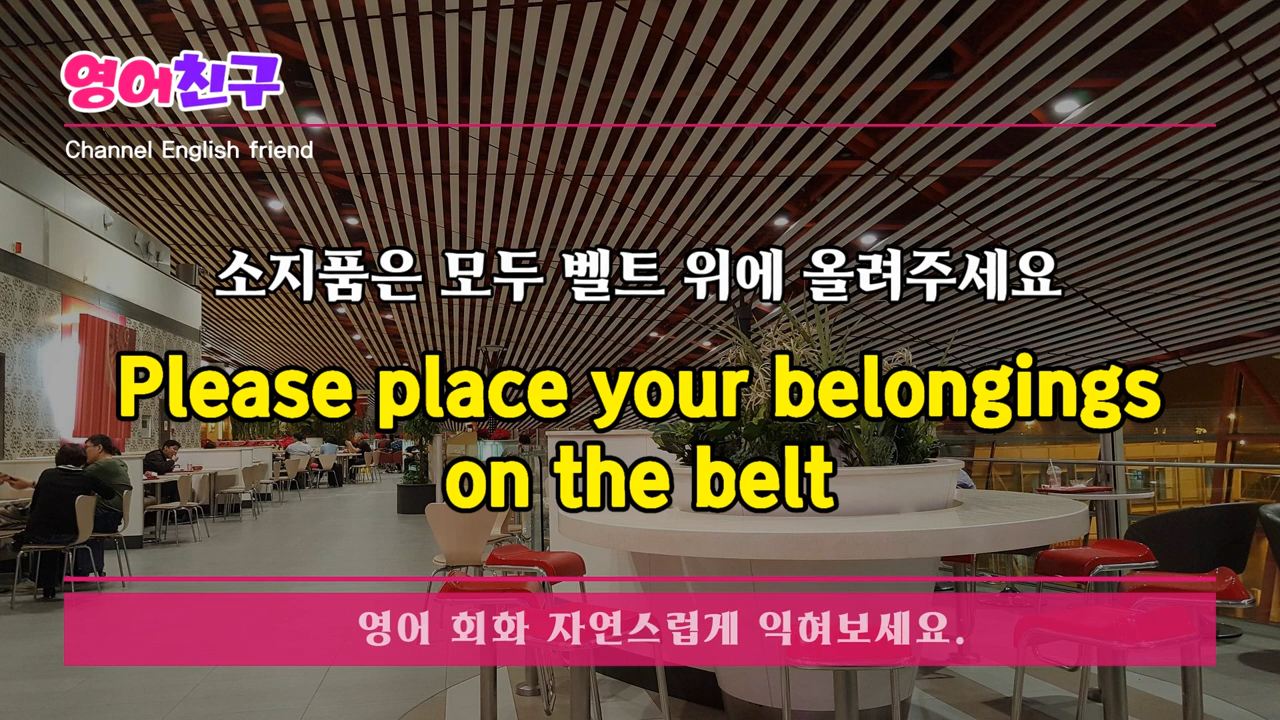 영어친구
Channel English friend
소지품은 모두 벨트 위에 올려주세요
Please place your belongings
on the belt
영어 회화 자연스럽게 익혀보세요.